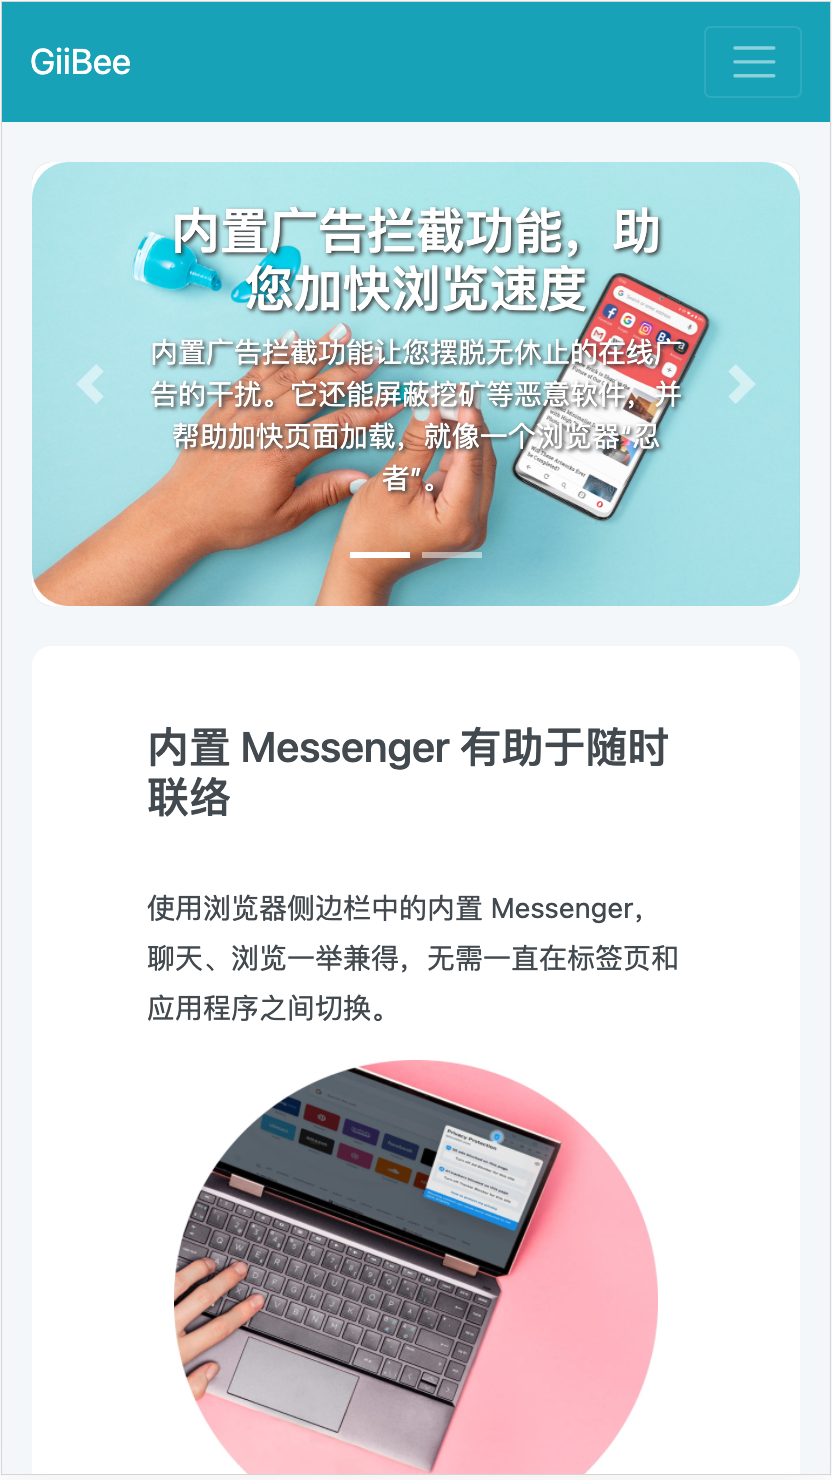 GiiBee
内置广告拦截功能，助
您加快浏览速度
内置广告拦截功能让您摆脱无休止的在线广
告的干扰。它还能屏蔽挖矿等恶意软件，并
帮助加快页面加载，就像一个浏览器“忍
者”。
Search or enter address
内置 Messenger 有助于随时
联络
使用浏览器侧边栏中的内置 Messenger，
聊天、浏览一举兼得，无需一直在标签页和
应用程序之间切换。
Privacy Protection